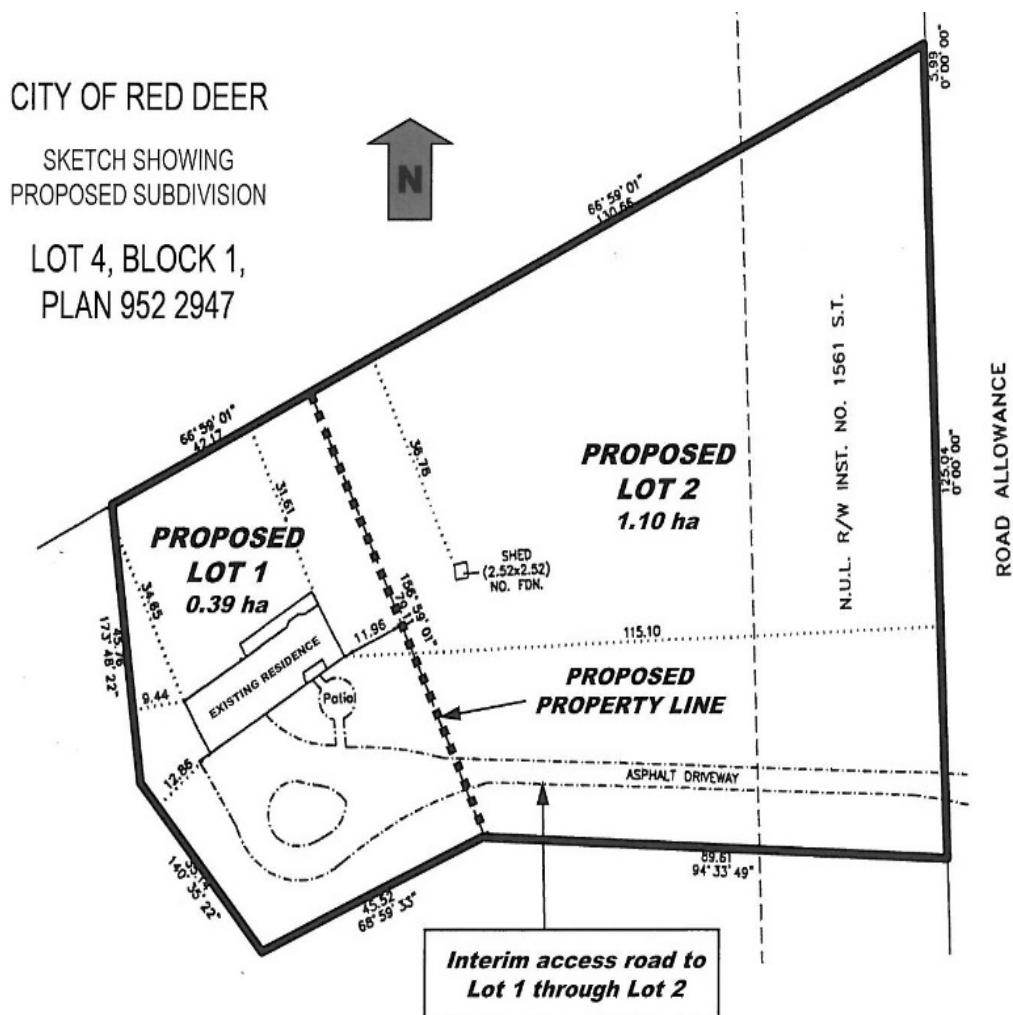 CITY OF RED DEER
SKETCH SHOWING
PROPOSED SUBDIVISION
LOT 4, BLOCK 1,
PLAN 952 2947
N
5.99
0°00'00"
66°59'01"
130.66
N.U.L. R/W INST. NO. 1561 S.T.
ROAD ALLOWANCE
125.04
0°00'00"
66°59'01"
42.17
31.61
PROPOSED
LOT 2
1.10 ha
PROPOSED
LOT 1
0.39 ha
SHED
(2.52x2.52)
NO. FDN.
34.65
45.76
173°48'22"
156°59'01"
11.96
115.10
EXISTING RESIDENCE
9.44
Patio
PROPOSED
PROPERTY LINE
12.86
ASPHALT DRIVEWAY
140°35'22"
45.52
68°59'33"
89.61
94°33'49"
Interim access road to
Lot 1 through Lot 2